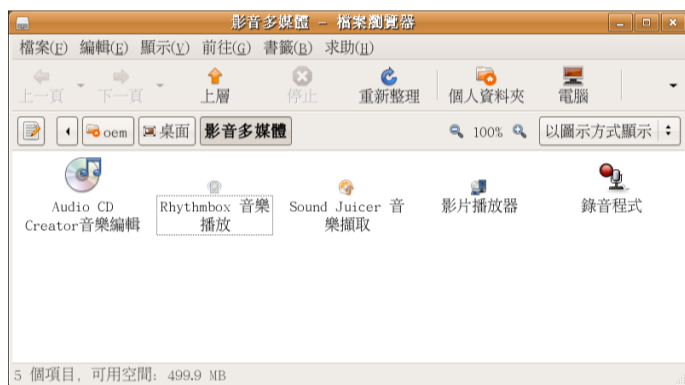 影音多媒體 - 檔案瀏覽器
檔案(F) 編輯(E) 顯示(V) 前往(G) 書籤(B) 求助(H)
上一頁 下一頁 上層 停止 重新整理 個人資料夾 電腦
oem 桌面 影音多媒體 100% 以圖示方式顯示
Audio CD
Creator音樂編輯
Rhythmbox 音樂
播放
Sound Juicer 音
樂擷取
影片播放器
錄音程式
5 個項目, 可用空間: 499.9 MB